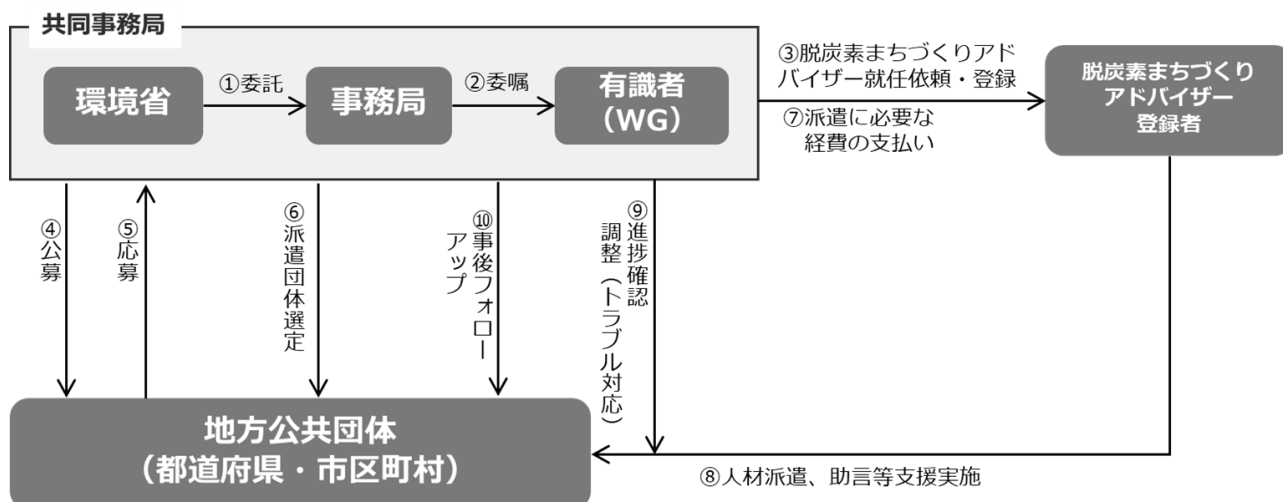 共同事務局
環境省
①委託
事務局
②委嘱
有識者
（WG）
③脱炭素まちづくりアド
バイザー就任依頼・登録
⑦派遣に必要な
経費の支払い
脱炭素まちづくり
アドバイザー
登録者
④公募
⑤応募
⑥派遣団体選定
⑩事後フォロー
アップ
⑨進捗確認
調整（トラブル対応）
地方公共団体
（都道府県・市区町村）
⑧人材派遣、助言等支援実施